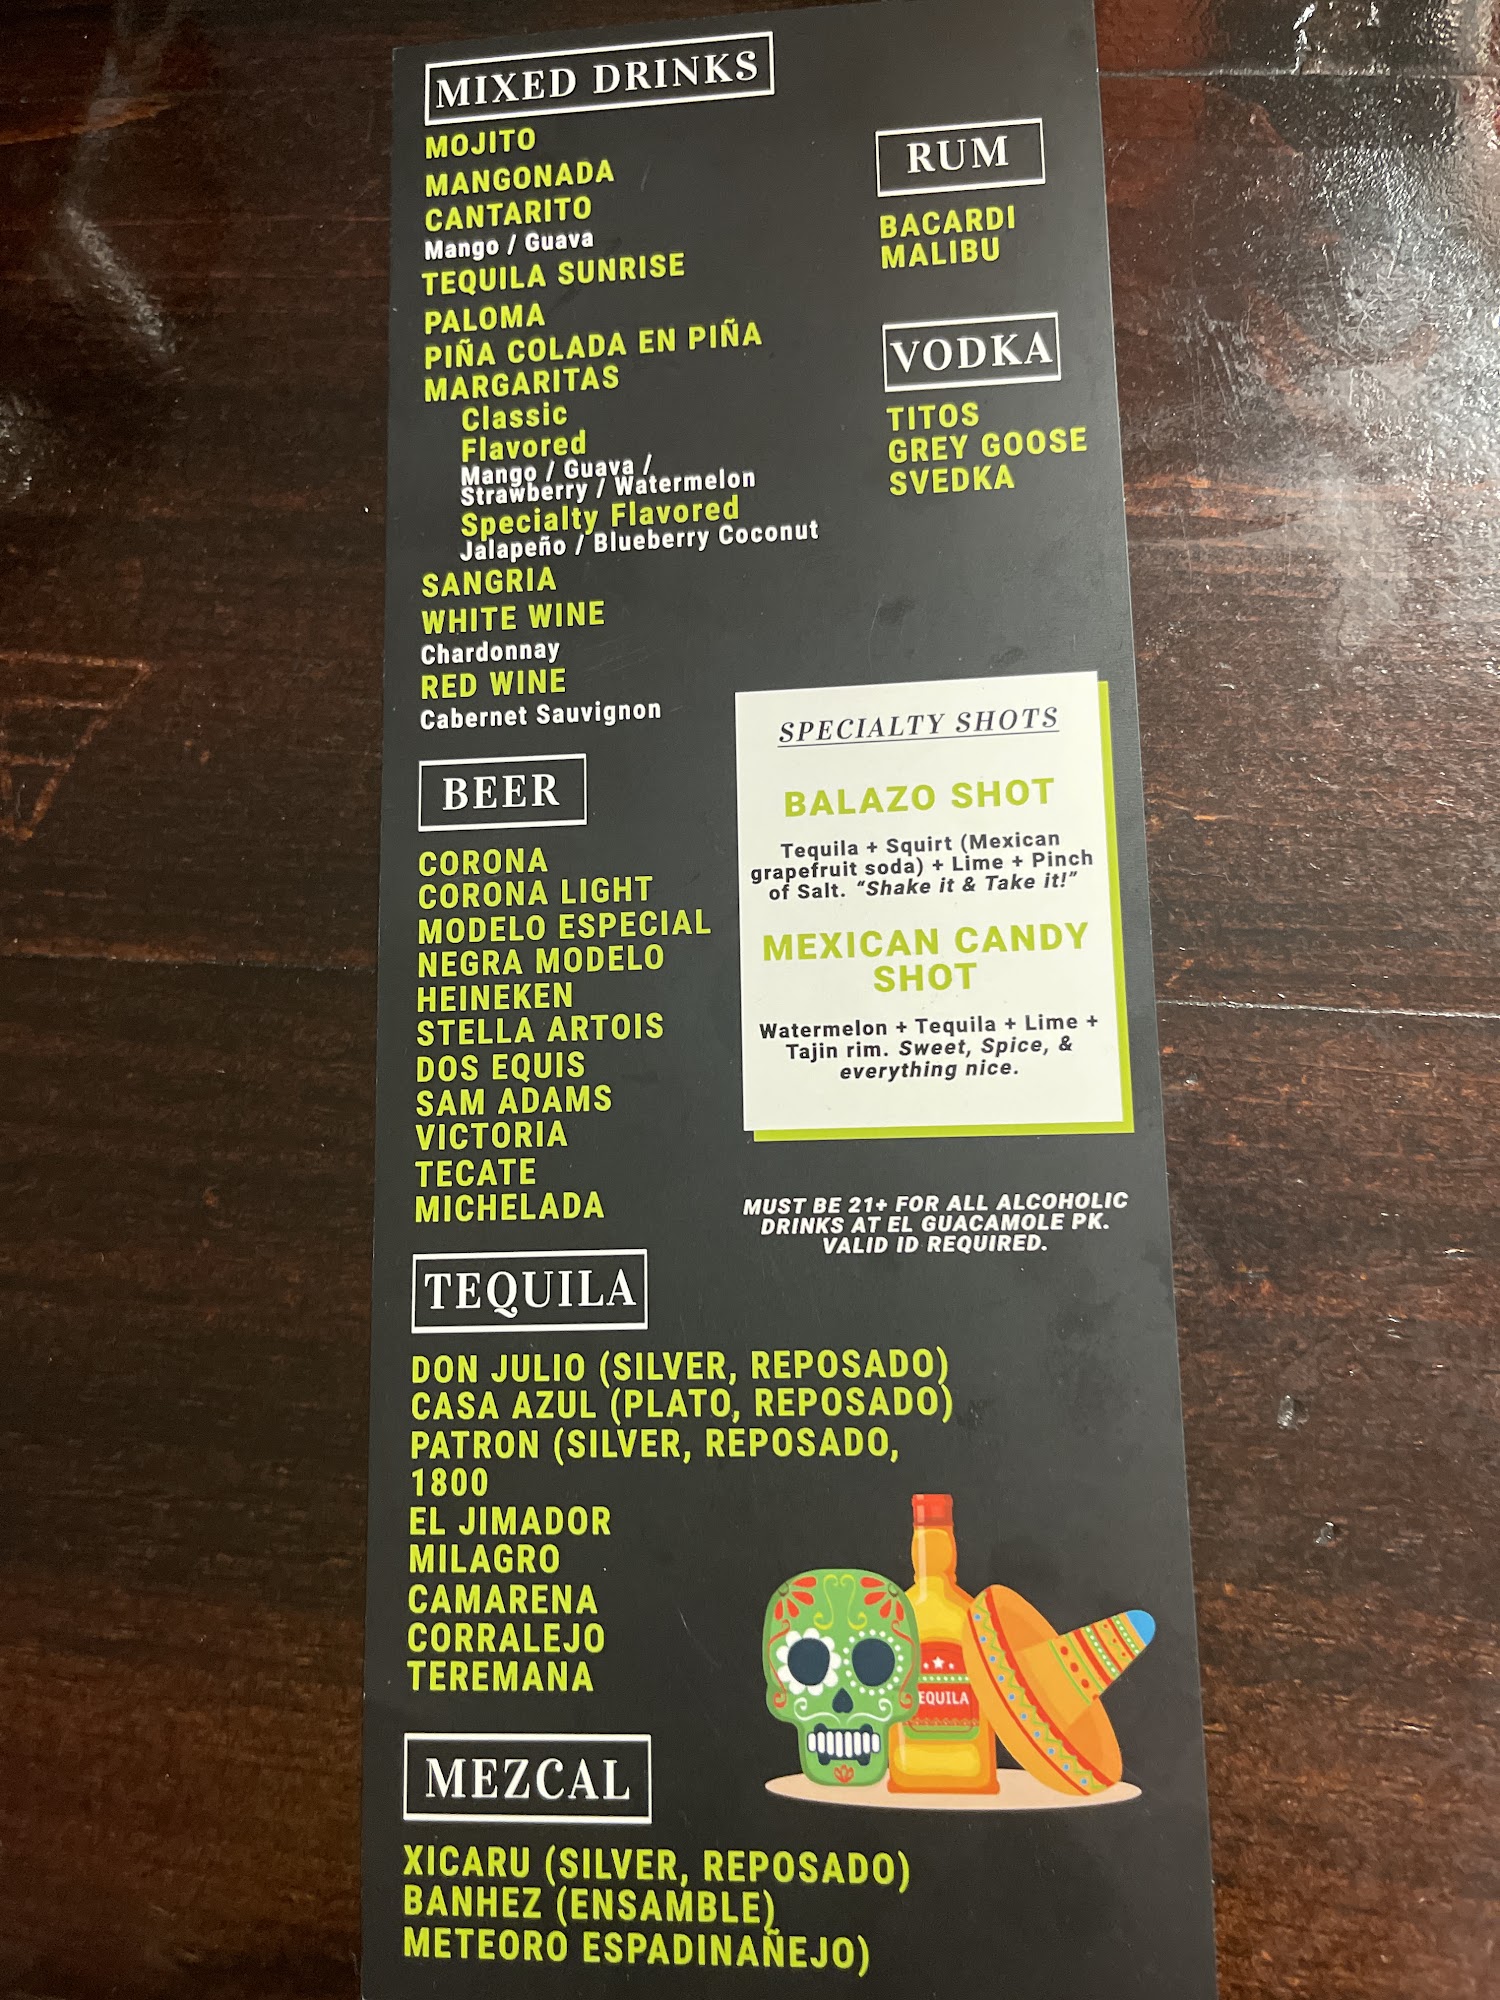 MIXED DRINKS
MOJITO
MANGONADA
CANTARITO
Mango / Guava
TEQUILA SUNRISE
PALOMA
PIÑA COLADA EN PIÑA
MARGARITAS
Classic
Flavored
Mango / Guava /
Strawberry / Watermelon
Specialty Flavored
Jalapeño / Blueberry Coconut
SANGRIA
WHITE WINE
Chardonnay
RED WINE
Cabernet Sauvignon
RUM
BACARDI
MALIBU
VODKA
TITOS
GREY GOOSE
SVEDKA
BEER
CORONA
CORONA LIGHT
MODELO ESPECIAL
NEGRA MODELO
HEINEKEN
STELLA ARTOIS
DOS EQUIS
SAM ADAMS
VICTORIA
TECATE
MICHELADA
SPECIALTY SHOTS
BALAZO SHOT
Tequila + Squirt (Mexican
grapefruit soda) + Lime + Pinch
of Salt. “Shake it & Take it!”
MEXICAN CANDY
SHOT
Watermelon + Tequila + Lime +
Tajin rim. Sweet, Spice, &
everything nice.
MUST BE 21+ FOR ALL ALCOHOLIC
DRINKS AT EL GUACAMOLE PK.
VALID ID REQUIRED.
TEQUILA
DON JULIO (SILVER, REPOSADO)
CASA AZUL (PLATO, REPOSADO)
PATRON (SILVER, REPOSADO,
1800
EL JIMADOR
MILAGRO
CAMARENA
CORRALEJO
TEREMANA
EQUILA
MEZCAL
XICARU (SILVER, REPOSADO)
BANHEZ (ENSAMBLE)
METEORO ESPADINAÑEJO)